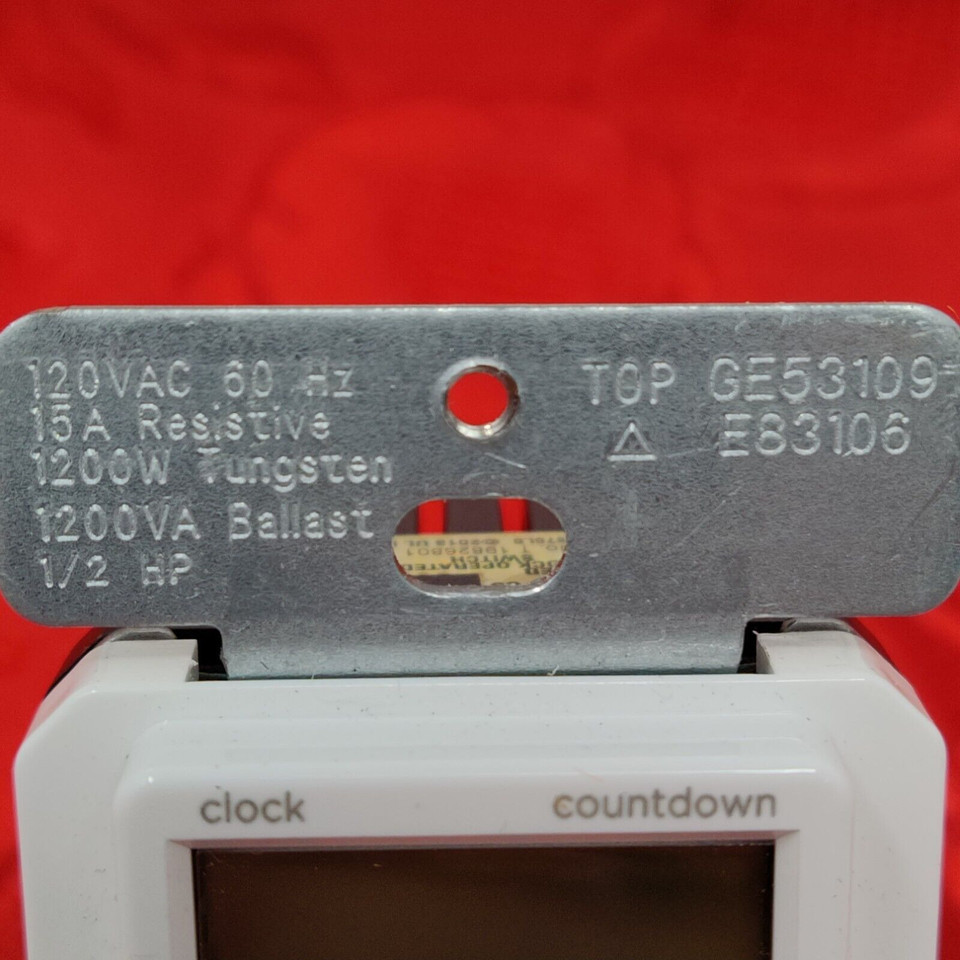 120VAC 60 Hz
15A Resistive
1200W Tungsten
1200VA Ballast
1/2 HP
TOP GE53109
E83106
clock
countdown